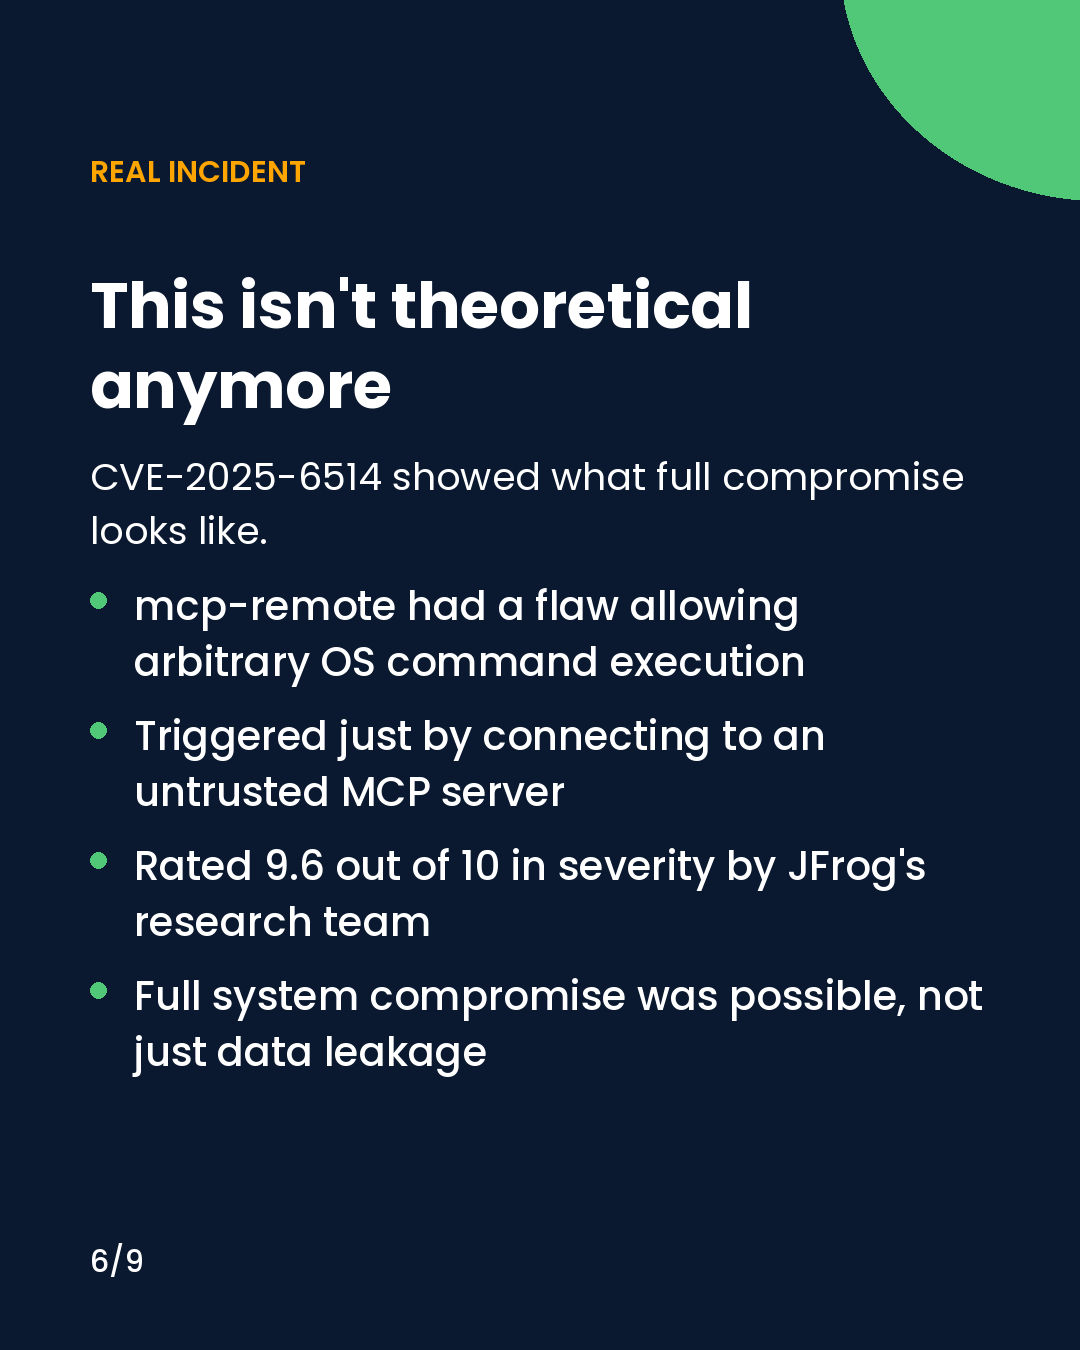 REAL INCIDENT
This isn't theoretical
anymore
CVE-2025-6514 showed what full compromise
looks like.
mcp-remote had a flaw allowing
arbitrary OS command execution
Triggered just by connecting to an
untrusted MCP server
Rated 9.6 out of 10 in severity by JFrog's
research team
Full system compromise was possible, not
just data leakage
6/9